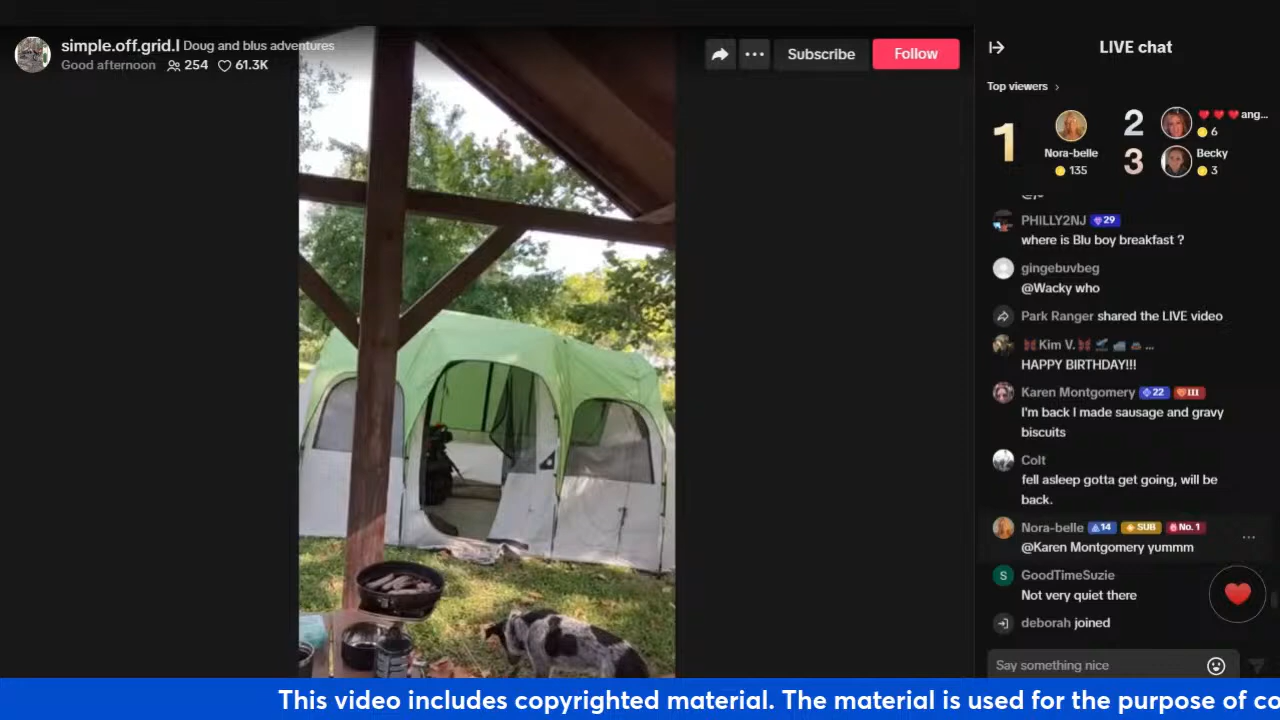 simple.off.grid.l Doug and blus adventures
Good afternoon 254 61.3K
Subscribe
Follow
LIVE chat
Top viewers
1
Nora-belle
135
2
ang...
6
3
Becky
3
PHILLY2NJ 29
where is Blu boy breakfast ?
gingebuvbeg
@Wacky who
Park Ranger shared the LIVE video
Kim V. ...
HAPPY BIRTHDAY!!!
Karen Montgomery 22 III
I'm back I made sausage and gravy
biscuits
Colt
fell asleep gotta get going, will be
back.
Nora-belle 14 SUB No. 1
@Karen Montgomery yummm
S GoodTimeSuzie
Not very quiet there
deborah joined
Say something nice
This video includes copyrighted material. The material is used for the purpose of co